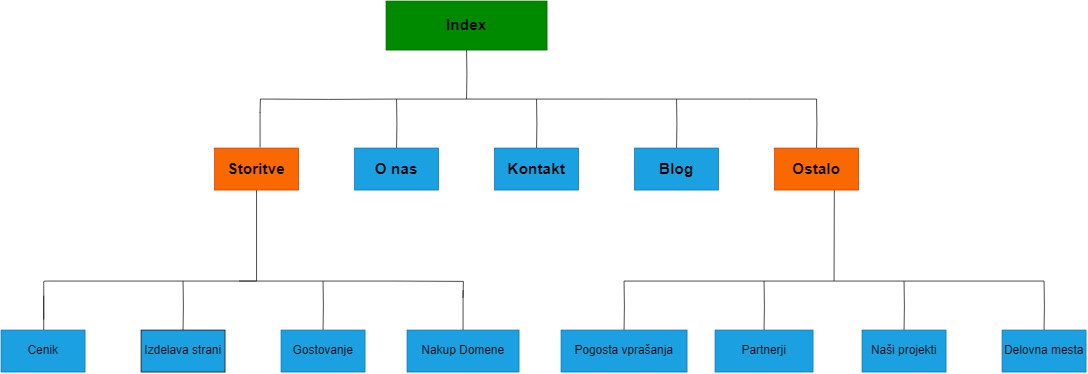 Index
Storitve
O nas
Kontakt
Blog
Ostalo
Cenik
Izdelava strani
Gostovanje
Nakup Domene
Pogosta vprašanja
Partnerji
Naši projekti
Delovna mesta